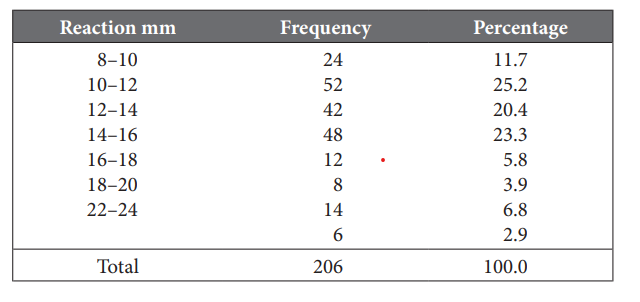 Reaction mm Frequency Percentage
8–10 24 11.7
10–12 52 25.2
12–14 42 20.4
14–16 48 23.3
16–18 12 5.8
18–20 8 3.9
22–24 14 6.8
6 2.9
Total 206 100.0